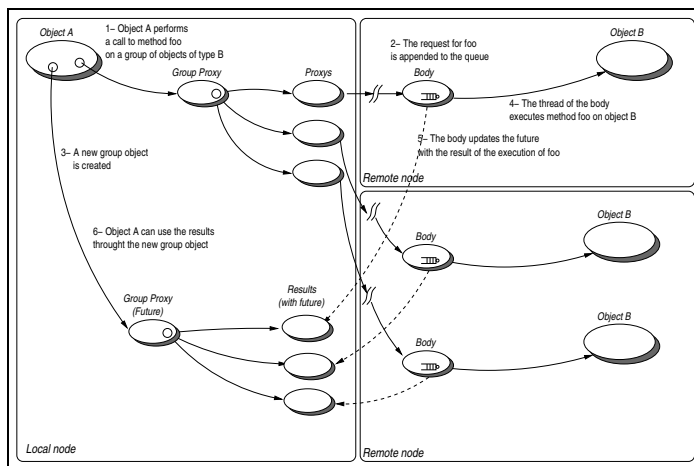 Object A
1– Object A performs
a call to method foo
on a group of objects of type B
Group Proxy
Proxys
2– The request for foo
is appended to the queue
Body
Object B
4– The thread of the body
executes method foo on object B
5– The body updates the future
with the result of the execution of foo
Remote node
3– A new group object
is created
6– Object A can use the results
throught the new group object
Group Proxy
(Future)
Results
(with future)
Body
Object B
Body
Object B
Local node
Remote node